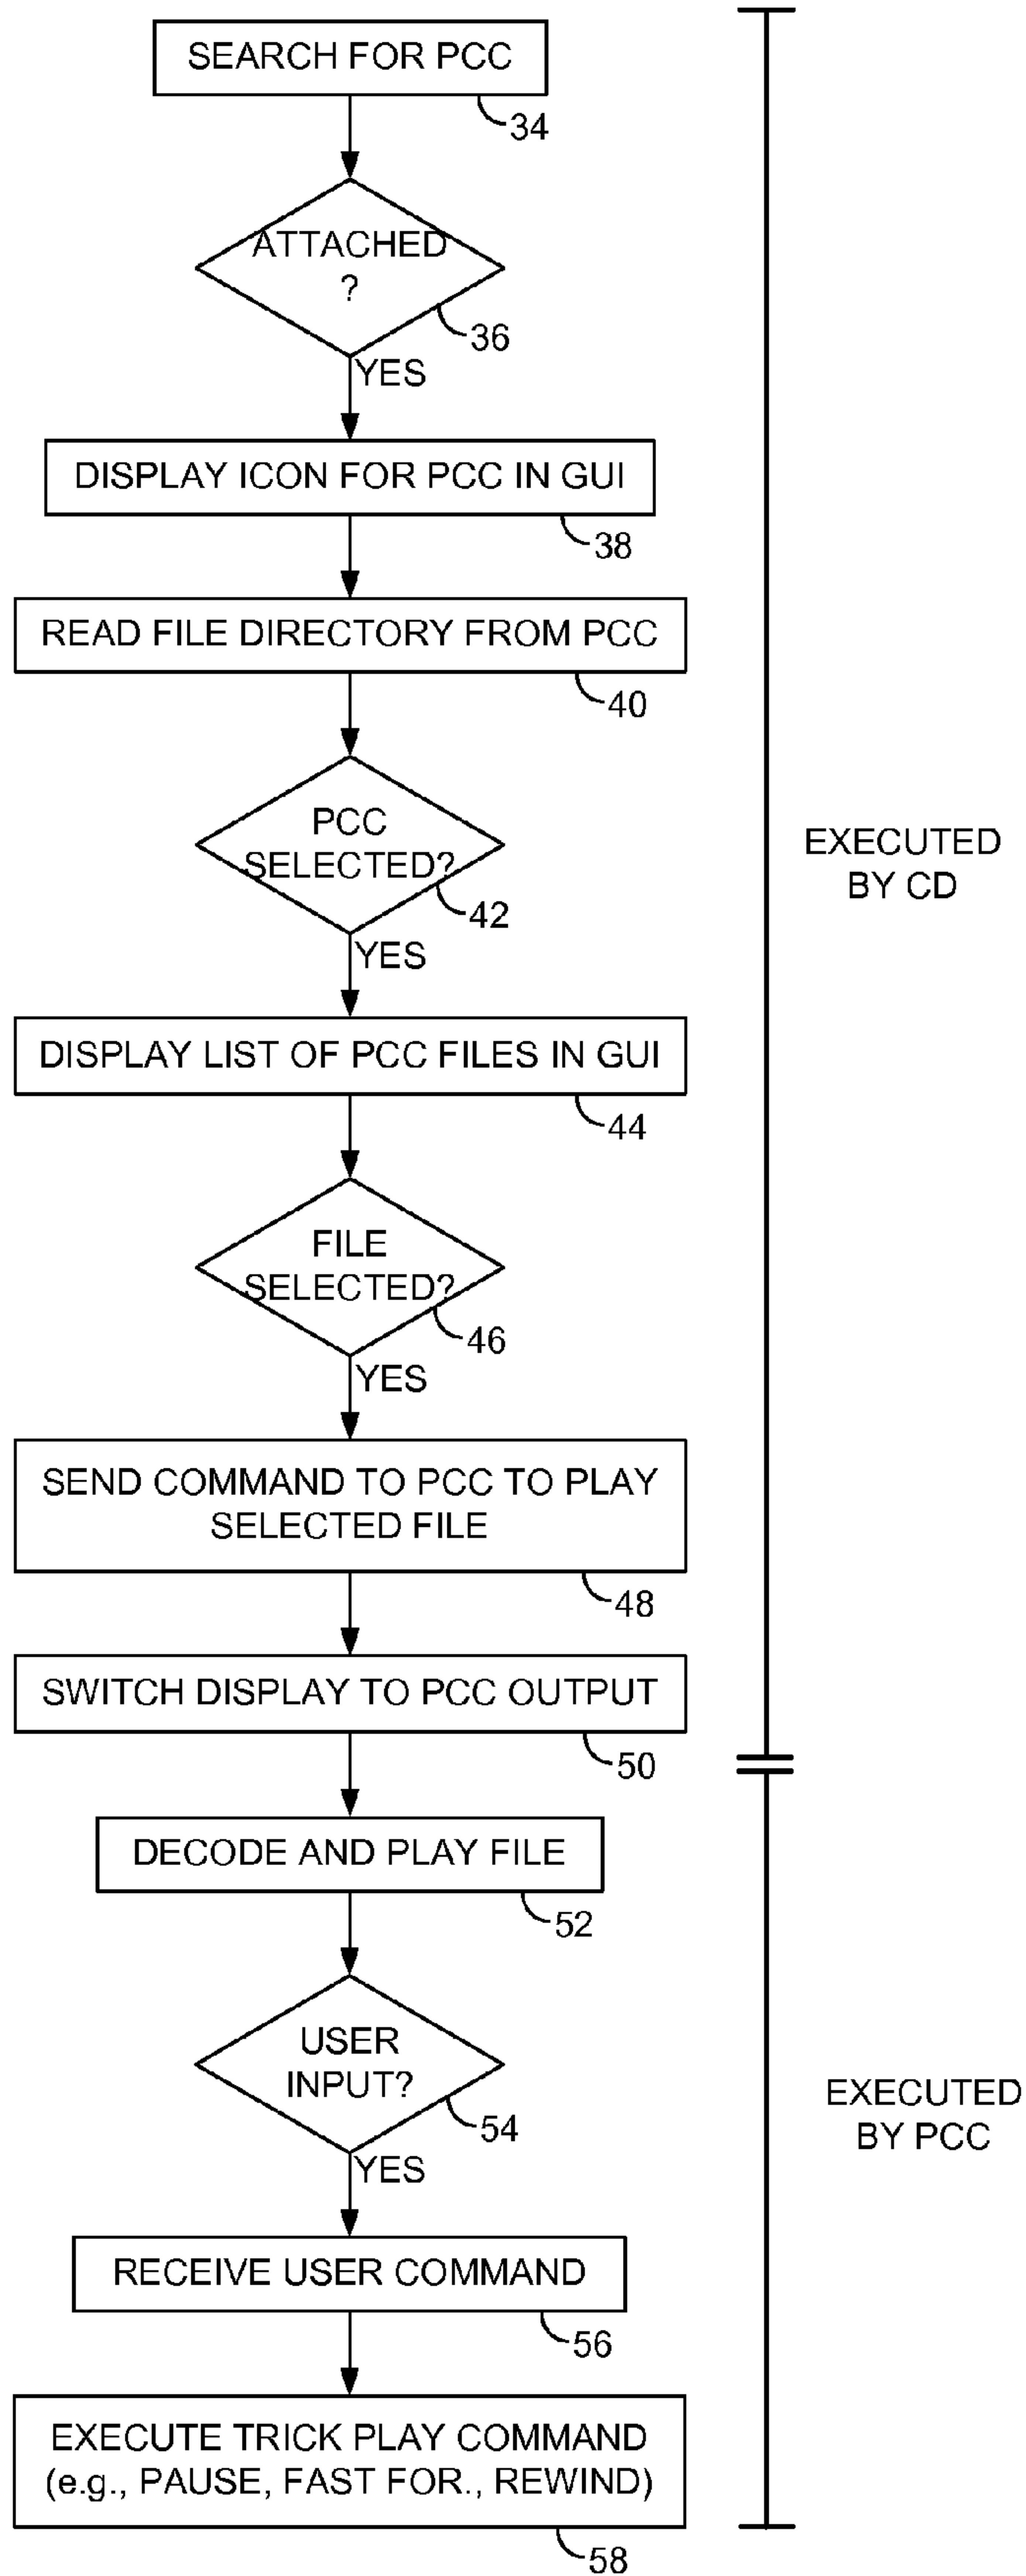 SEARCH FOR PCC
34
ATTACHED
?
36
YES
DISPLAY ICON FOR PCC IN GUI
38
READ FILE DIRECTORY FROM PCC
40
PCC
SELECTED?
42
YES
DISPLAY LIST OF PCC FILES IN GUI
44
FILE
SELECTED?
46
YES
SEND COMMAND TO PCC TO PLAY
SELECTED FILE
48
SWITCH DISPLAY TO PCC OUTPUT
50
EXECUTED
BY CD
DECODE AND PLAY FILE
52
USER
INPUT?
54
YES
RECEIVE USER COMMAND
56
EXECUTE TRICK PLAY COMMAND
(e.g., PAUSE, FAST FOR., REWIND)
58
EXECUTED
BY PCC